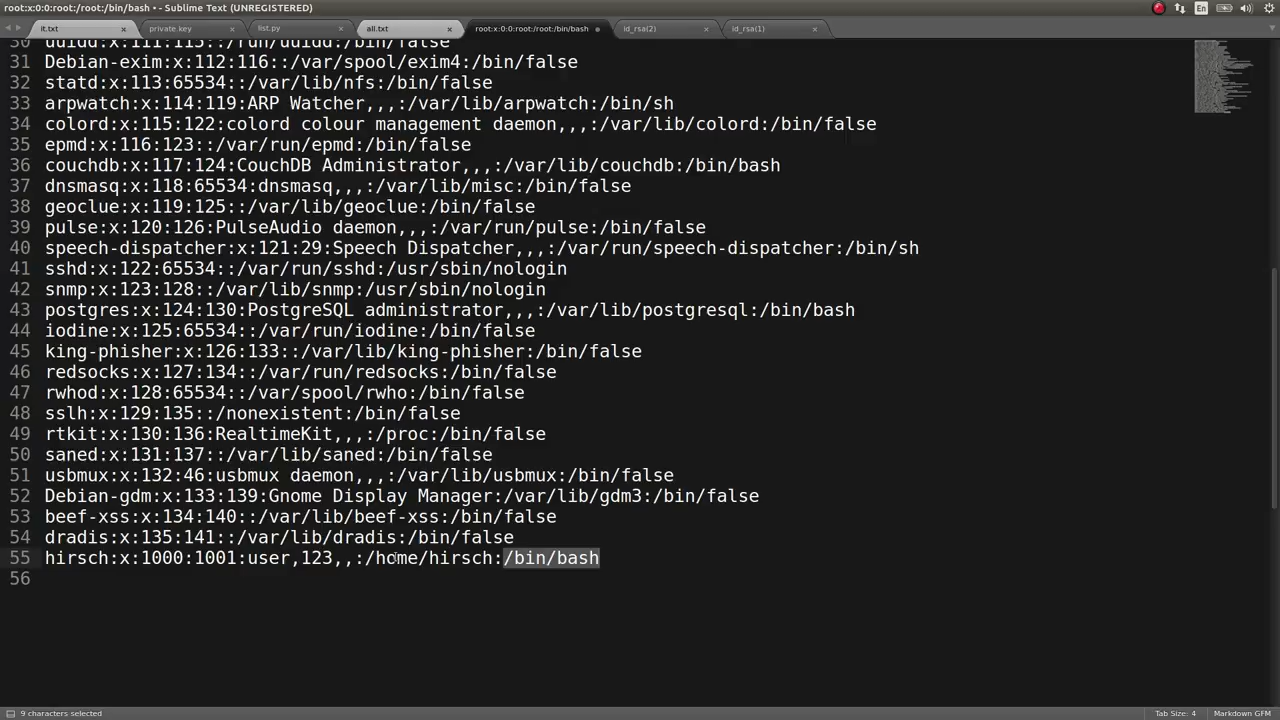 root:x:0:0:root:/root:/bin/bash • - Sublime Text (UNREGISTERED)
En
it.txt × private.key × list.py × all.txt × root:x:0:0:root:/root:/bin/bash • id_rsa(2) × id_rsa(1) ×
30 uuidd:x:111:115::/run/uuidd:/bin/false
31 Debian-exim:x:112:116::/var/spool/exim4:/bin/false
32 statd:x:113:65534::/var/lib/nfs:/bin/false
33 arpwatch:x:114:119:ARP Watcher,,,:/var/lib/arpwatch:/bin/sh
34 colord:x:115:122:colord colour management daemon,,,:/var/lib/colord:/bin/false
35 epmd:x:116:123::/var/run/epmd:/bin/false
36 couchdb:x:117:124:CouchDB Administrator,,,:/var/lib/couchdb:/bin/bash
37 dnsmasq:x:118:65534:dnsmasq,,,:/var/lib/misc:/bin/false
38 geoclue:x:119:125::/var/lib/geoclue:/bin/false
39 pulse:x:120:126:PulseAudio daemon,,,:/var/run/pulse:/bin/false
40 speech-dispatcher:x:121:29:Speech Dispatcher,,,:/var/run/speech-dispatcher:/bin/sh
41 sshd:x:122:65534::/var/run/sshd:/usr/sbin/nologin
42 snmp:x:123:128::/var/lib/snmp:/usr/sbin/nologin
43 postgres:x:124:130:PostgreSQL administrator,,,:/var/lib/postgresql:/bin/bash
44 iodine:x:125:65534::/var/run/iodine:/bin/false
45 king-phisher:x:126:133::/var/lib/king-phisher:/bin/false
46 redsocks:x:127:134::/var/run/redsocks:/bin/false
47 rwhod:x:128:65534::/var/spool/rwho:/bin/false
48 sslh:x:129:135::/nonexistent:/bin/false
49 rtkit:x:130:136:RealtimeKit,,,:/proc:/bin/false
50 saned:x:131:137::/var/lib/saned:/bin/false
51 usbmux:x:132:46:usbmux daemon,,,:/var/lib/usbmux:/bin/false
52 Debian-gdm:x:133:139:Gnome Display Manager:/var/lib/gdm3:/bin/false
53 beef-xss:x:134:140::/var/lib/beef-xss:/bin/false
54 dradis:x:135:141::/var/lib/dradis:/bin/false
55 hirsch:x:1000:1001:user,123,,:/home/hirsch:/bin/bash
56
9 characters selected
Tab Size: 4
Markdown GFM